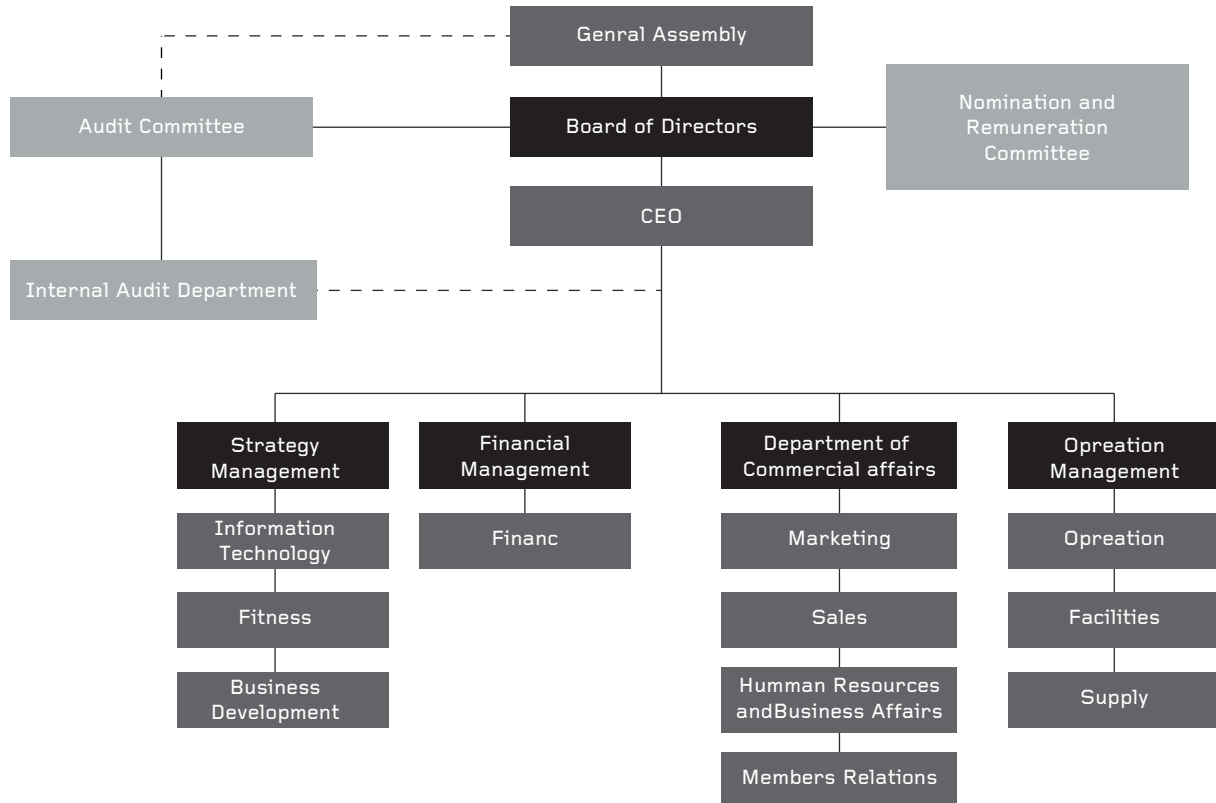 Genral Assembly
Audit Committee
Board of Directors
Nomination and
Remuneration
Committee
CEO
Internal Audit Department
Strategy
Management
Financial
Management
Department of
Commercial affairs
Opreation
Management
Information
Technology
Financ
Marketing
Opreation
Fitness
Sales
Facilities
Business
Development
Humman Resources
andBusiness Affairs
Supply
Members Relations